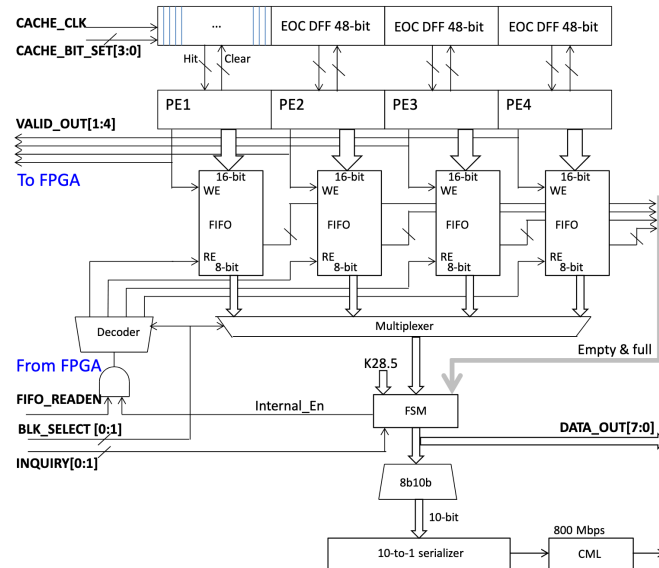 CACHE_CLK
... EOC DFF 48-bit EOC DFF 48-bit EOC DFF 48-bit
CACHE_BIT_SET[3:0]
Hit Clear
PE1 PE2 PE3 PE4
VALID_OUT[1:4]
To FPGA
16-bit 16-bit 16-bit 16-bit
WE WE WE WE
FIFO FIFO FIFO FIFO
RE RE RE RE
8-bit 8-bit 8-bit 8-bit
Decoder Multiplexer
Empty & full
From FPGA
K28.5
FIFO_READEN
Internal_En FSM
BLK_SELECT [0:1] DATA_OUT[7:0]
INQUIRY[0:1]
8b10b
10-bit
800 Mbps
10-to-1 serializer CML